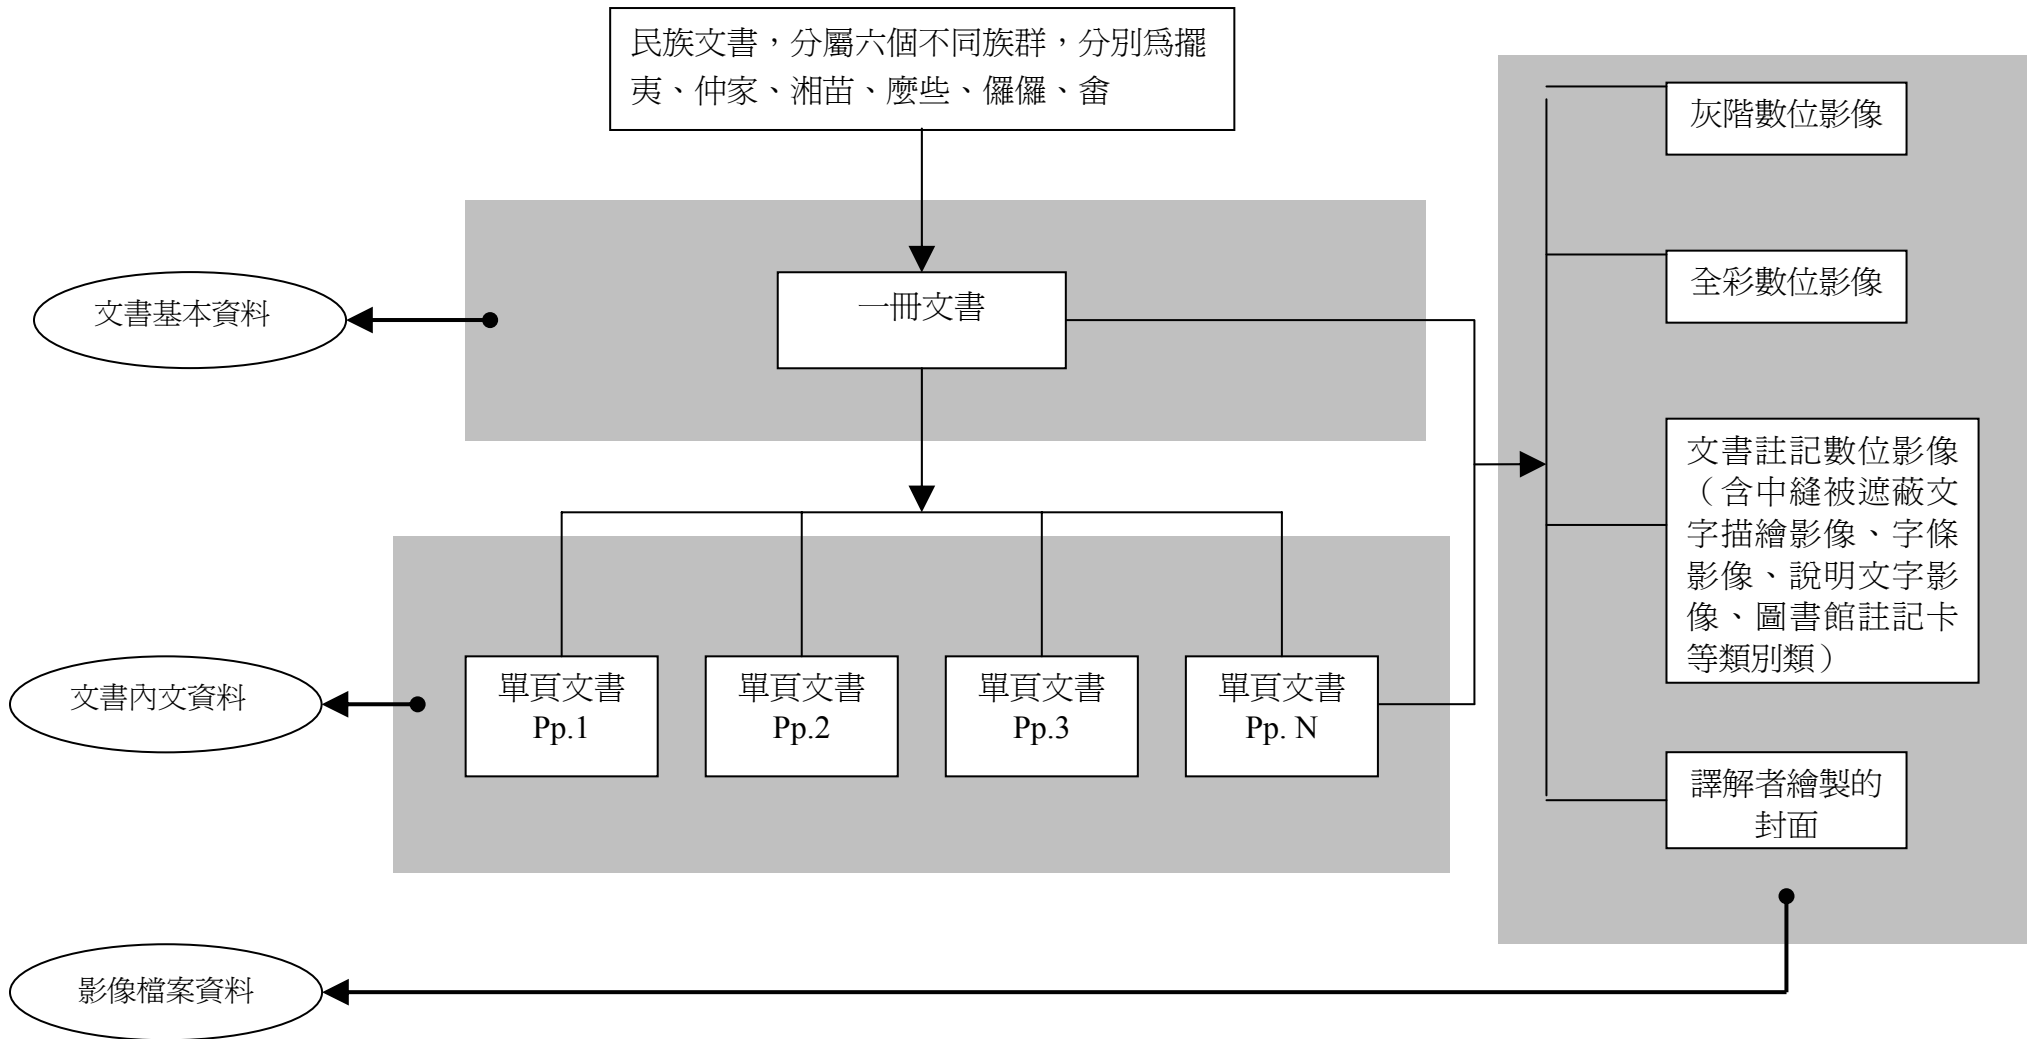 民族文書，分屬六個不同族群，分別爲擺
夷、仲家、湘苗、麼些、儸儸、畬
灰階數位影像
全彩數位影像
一冊文書
文書基本資料
文書註記數位影像
（含中縫被遮蔽文
字描繪影像、字條
影像、說明文字影
像、圖書館註記卡
等類別類）
文書內文資料
單頁文書
Pp.1
單頁文書
Pp.2
單頁文書
Pp.3
單頁文書
Pp. N
譯解者繪製的
封面
影像檔案資料